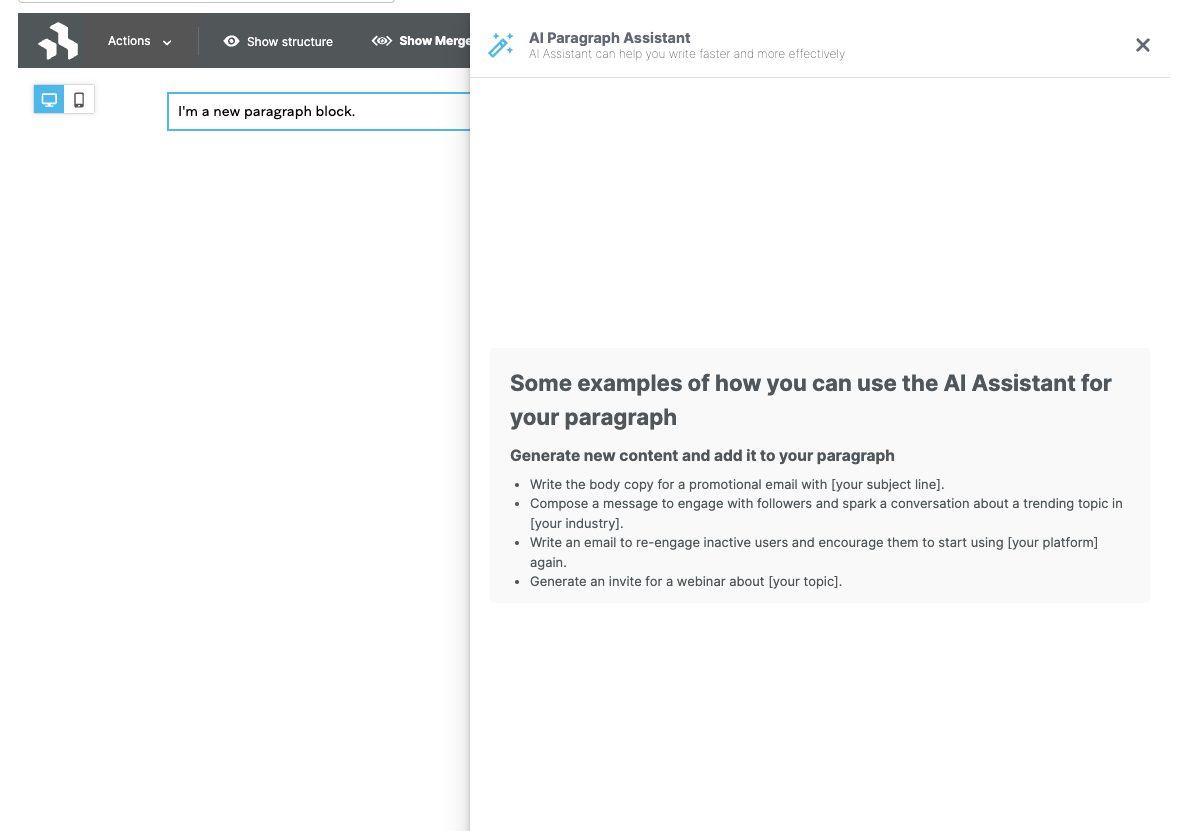 Actions
Show structure
Show Merge
AI Paragraph Assistant
AI Assistant can help you write faster and more effectively
I'm a new paragraph block.
Some examples of how you can use the AI Assistant for
your paragraph
Generate new content and add it to your paragraph
• Write the body copy for a promotional email with [your subject line].
• Compose a message to engage with followers and spark a conversation about a trending topic in
[your industry].
• Write an email to re-engage inactive users and encourage them to start using [your platform]
again.
• Generate an invite for a webinar about [your topic].